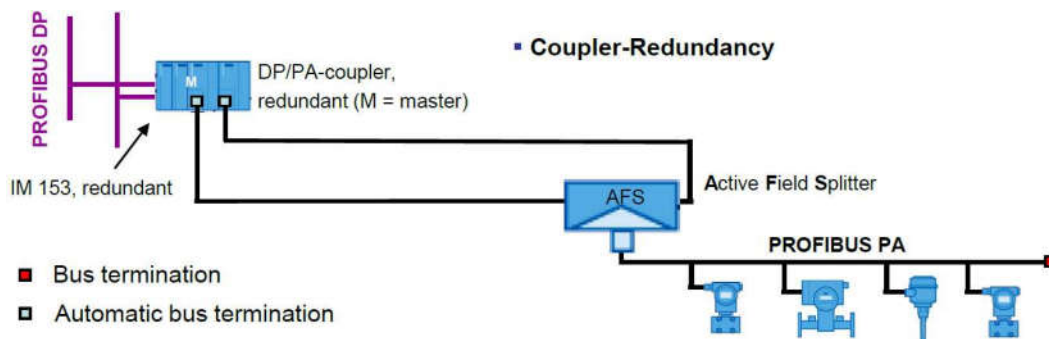 PROFIBUS DP
▪ Coupler-Redundancy
M
DP/PA-coupler,
redundant (M = master)
IM 153, redundant
AFS
Active Field Splitter
PROFIBUS PA
Bus termination
Automatic bus termination